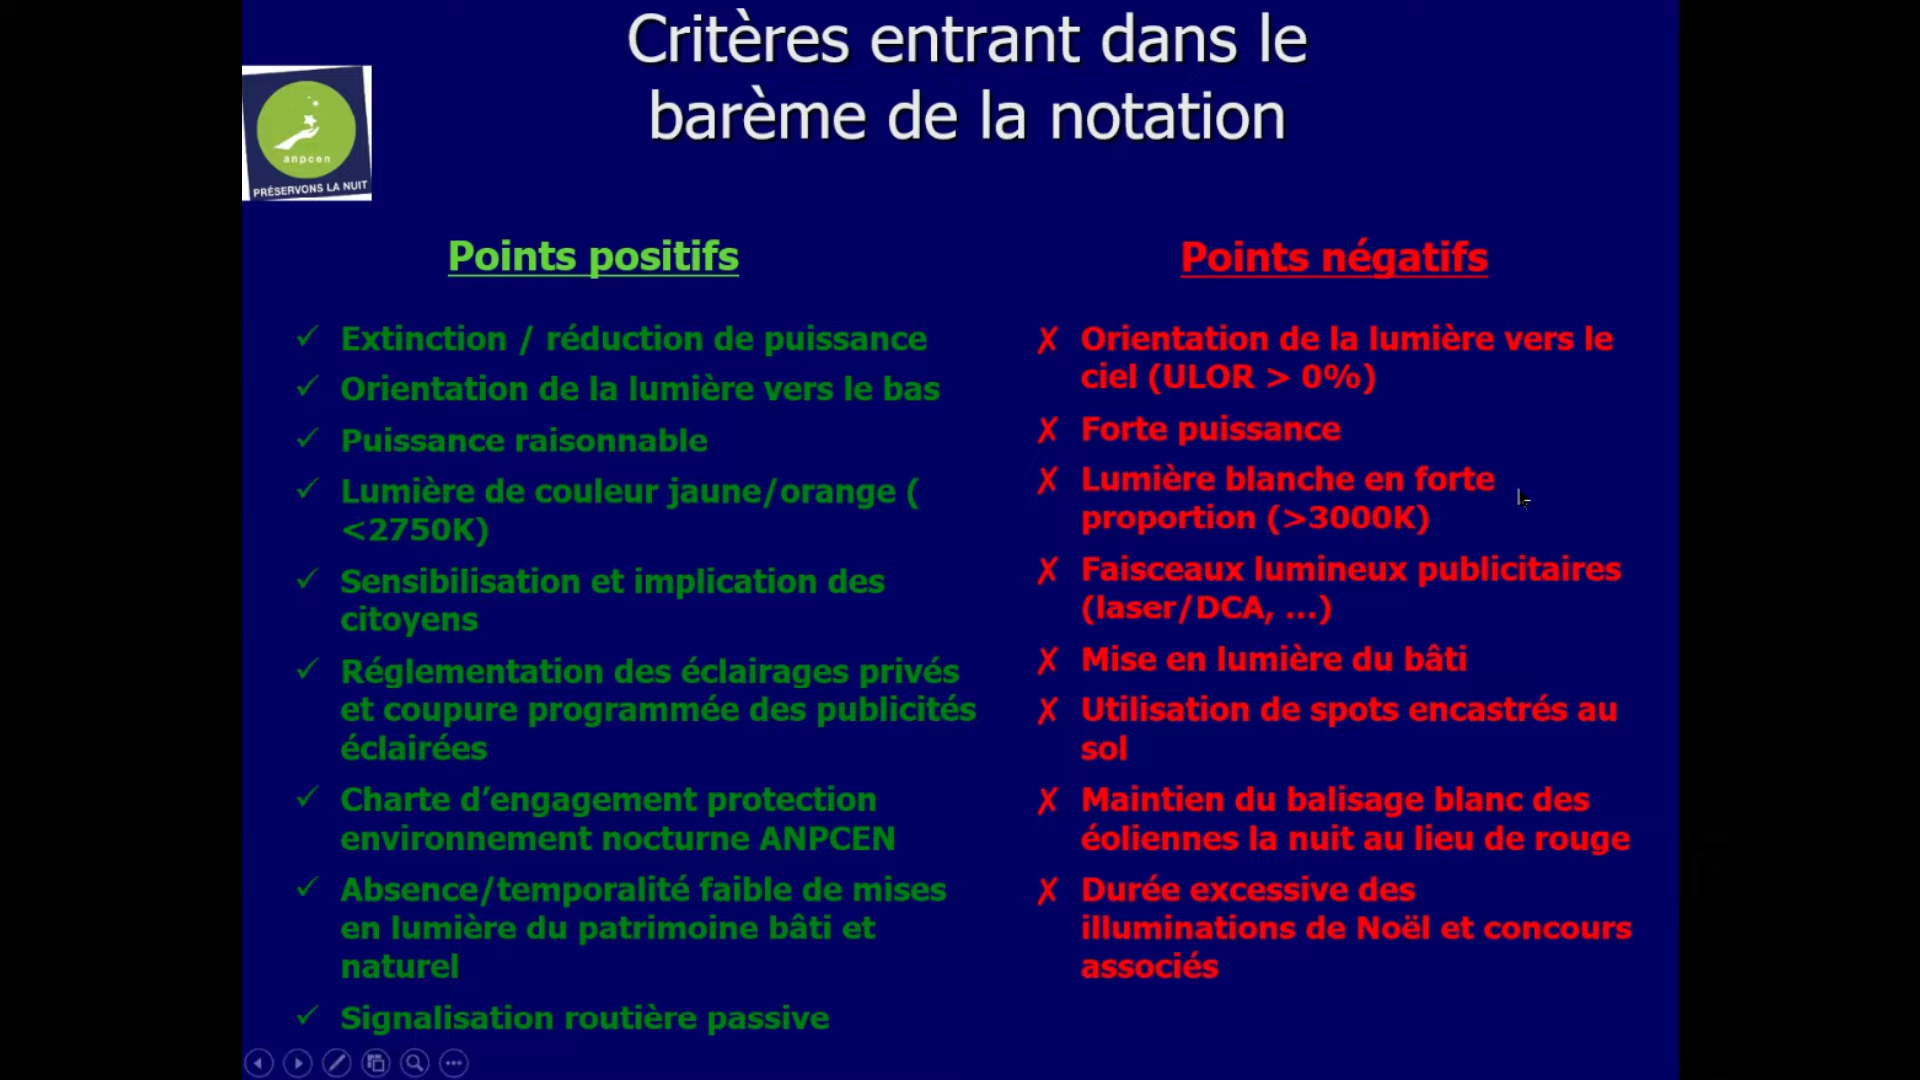 Critères entrant dans le
barème de la notation
anpcen
PRÉSERVONS LA NUIT
Points positifs
✓ Extinction / réduction de puissance
✓ Orientation de la lumière vers le bas
✓ Puissance raisonnable
✓ Lumière de couleur jaune/orange (
<2750K)
✓ Sensibilisation et implication des
citoyens
✓ Réglementation des éclairages privés
et coupure programmée des publicités
éclairées
✓ Charte d’engagement protection
environnement nocturne ANPCEN
✓ Absence/temporalité faible de mises
en lumière du patrimoine bâti et
naturel
✓ Signalisation routière passive
Points négatifs
✗ Orientation de la lumière vers le
ciel (ULOR > 0%)
✗ Forte puissance
✗ Lumière blanche en forte
proportion (>3000K)
✗ Faisceaux lumineux publicitaires
(laser/DCA, ...)
✗ Mise en lumière du bâti
✗ Utilisation de spots encastrés au
sol
✗ Maintien du balisage blanc des
éoliennes la nuit au lieu de rouge
✗ Durée excessive des
illuminations de Noël et concours
associés